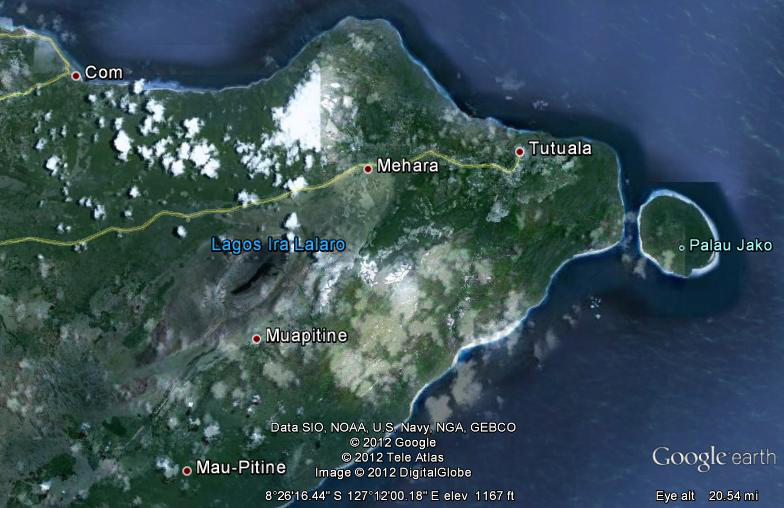 Com
Tutuala
Mehara
Lagos Ira Lalaro
Palau Jako
Muapitine
Mau-Pitine
Data SIO, NOAA, U.S. Navy, NGA, GEBCO
© 2012 Google
© 2012 Tele Atlas
Image © 2012 DigitalGlobe
Google earth
8°26'16.44" S 127°12'00.18" E elev 1167 ft
Eye alt 20.54 mi